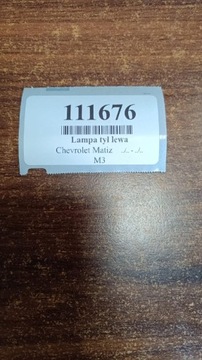 111676
Lampa tył lewa
Chevrolet Matiz ../.. - ../..
M3